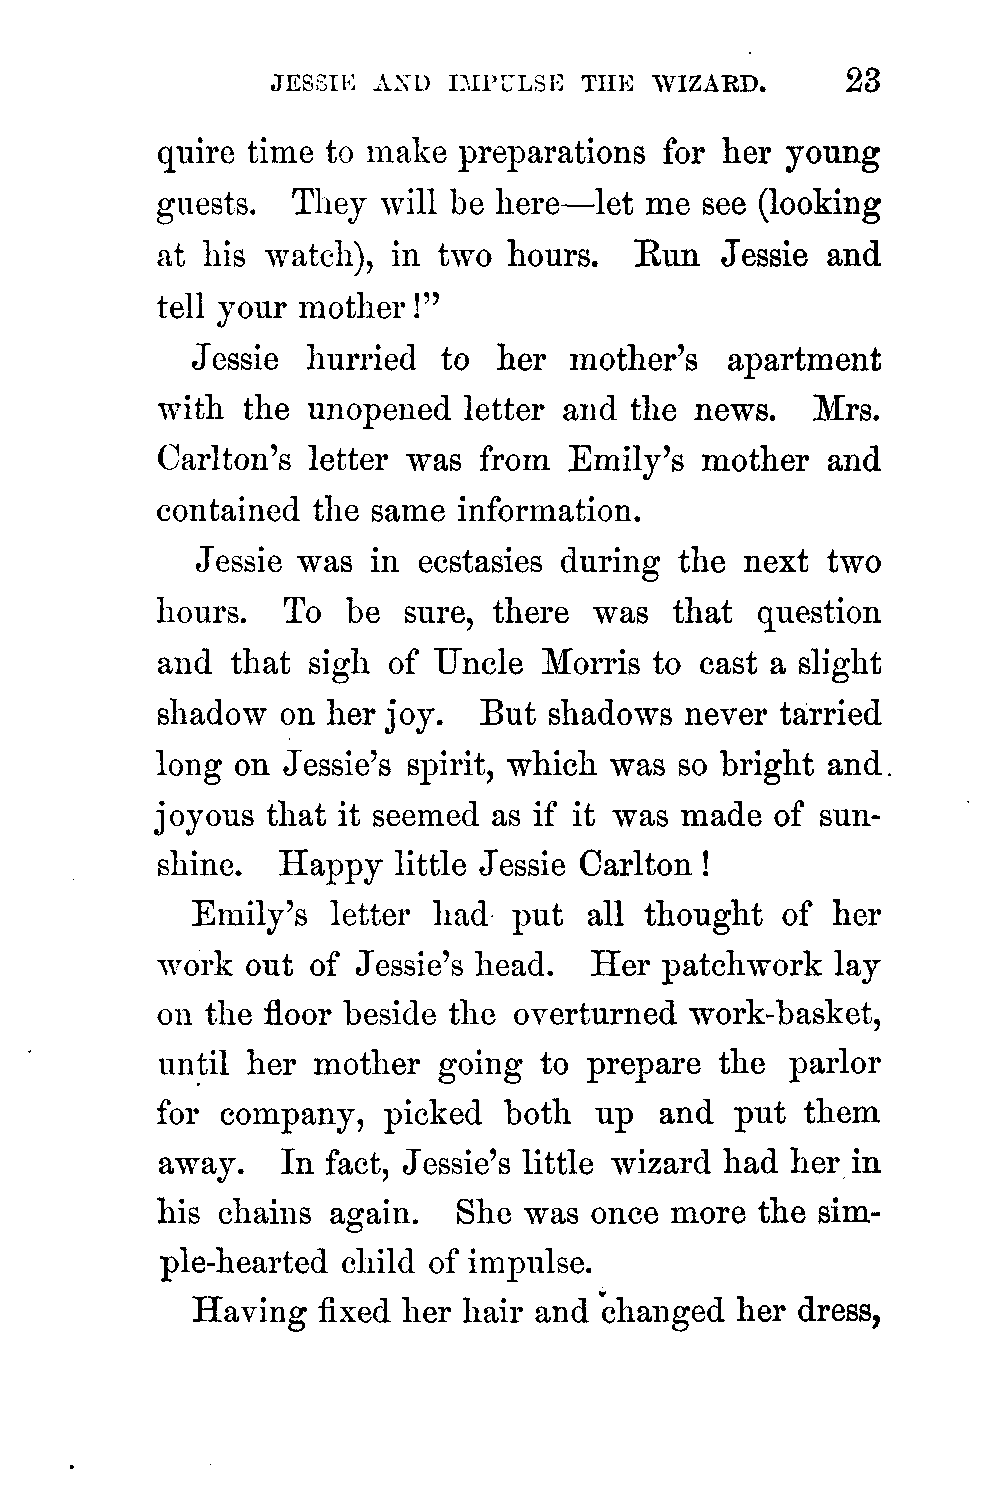 JESSIE AND IMPULSE THE WIZARD. 23
quire time to make preparations for her young
guests. They will be here—let me see (looking
at his watch), in two hours. Run Jessie and
tell your mother!”
Jessie hurried to her mother’s apartment
with the unopened letter and the news. Mrs.
Carlton’s letter was from Emily’s mother and
contained the same information.
Jessie was in ecstasies during the next two
hours. To be sure, there was that question
and that sigh of Uncle Morris to cast a slight
shadow on her joy. But shadows never tarried
long on Jessie’s spirit, which was so bright and
joyous that it seemed as if it was made of sun-
shine. Happy little Jessie Carlton!
Emily’s letter had put all thought of her
work out of Jessie’s head. Her patchwork lay
on the floor beside the overturned work-basket,
until her mother going to prepare the parlor
for company, picked both up and put them
away. In fact, Jessie’s little wizard had her in
his chains again. She was once more the sim-
ple-hearted child of impulse.
Having fixed her hair and changed her dress,